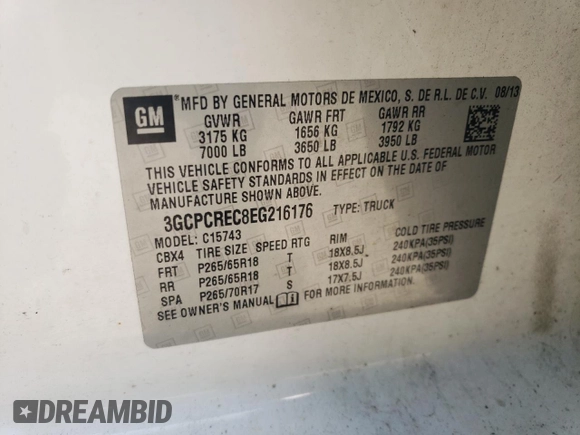 GM
*MFD BY GENERAL MOTORS DE MEXICO, S. DE R.L. DE C.V. 08/13
GVWR GAWR FRT GAWR RR
3175 KG 1656 KG 1792 KG
7000 LB 3650 LB 3950 LB
THIS VEHICLE CONFORMS TO ALL APPLICABLE U.S. FEDERAL MOTOR
VEHICLE SAFETY STANDARDS IN EFFECT ON THE DATE OF
MANUFACTURE SHOWN ABOVE.
3GCPCREC8EG216176 TYPE: TRUCK
MODEL: C15743
CBX4 TIRE SIZE SPEED RTG RIM COLD TIRE PRESSURE
FRT P265/65R18 T 18X8.5J 240KPA(35PSI)
RR P265/65R18 T 18X8.5J 240KPA(35PSI)
SPA P265/70R17 S 17X7.5J 240KPA(35PSI)
SEE OWNER'S MANUAL FOR MORE INFORMATION.
DREAMBID